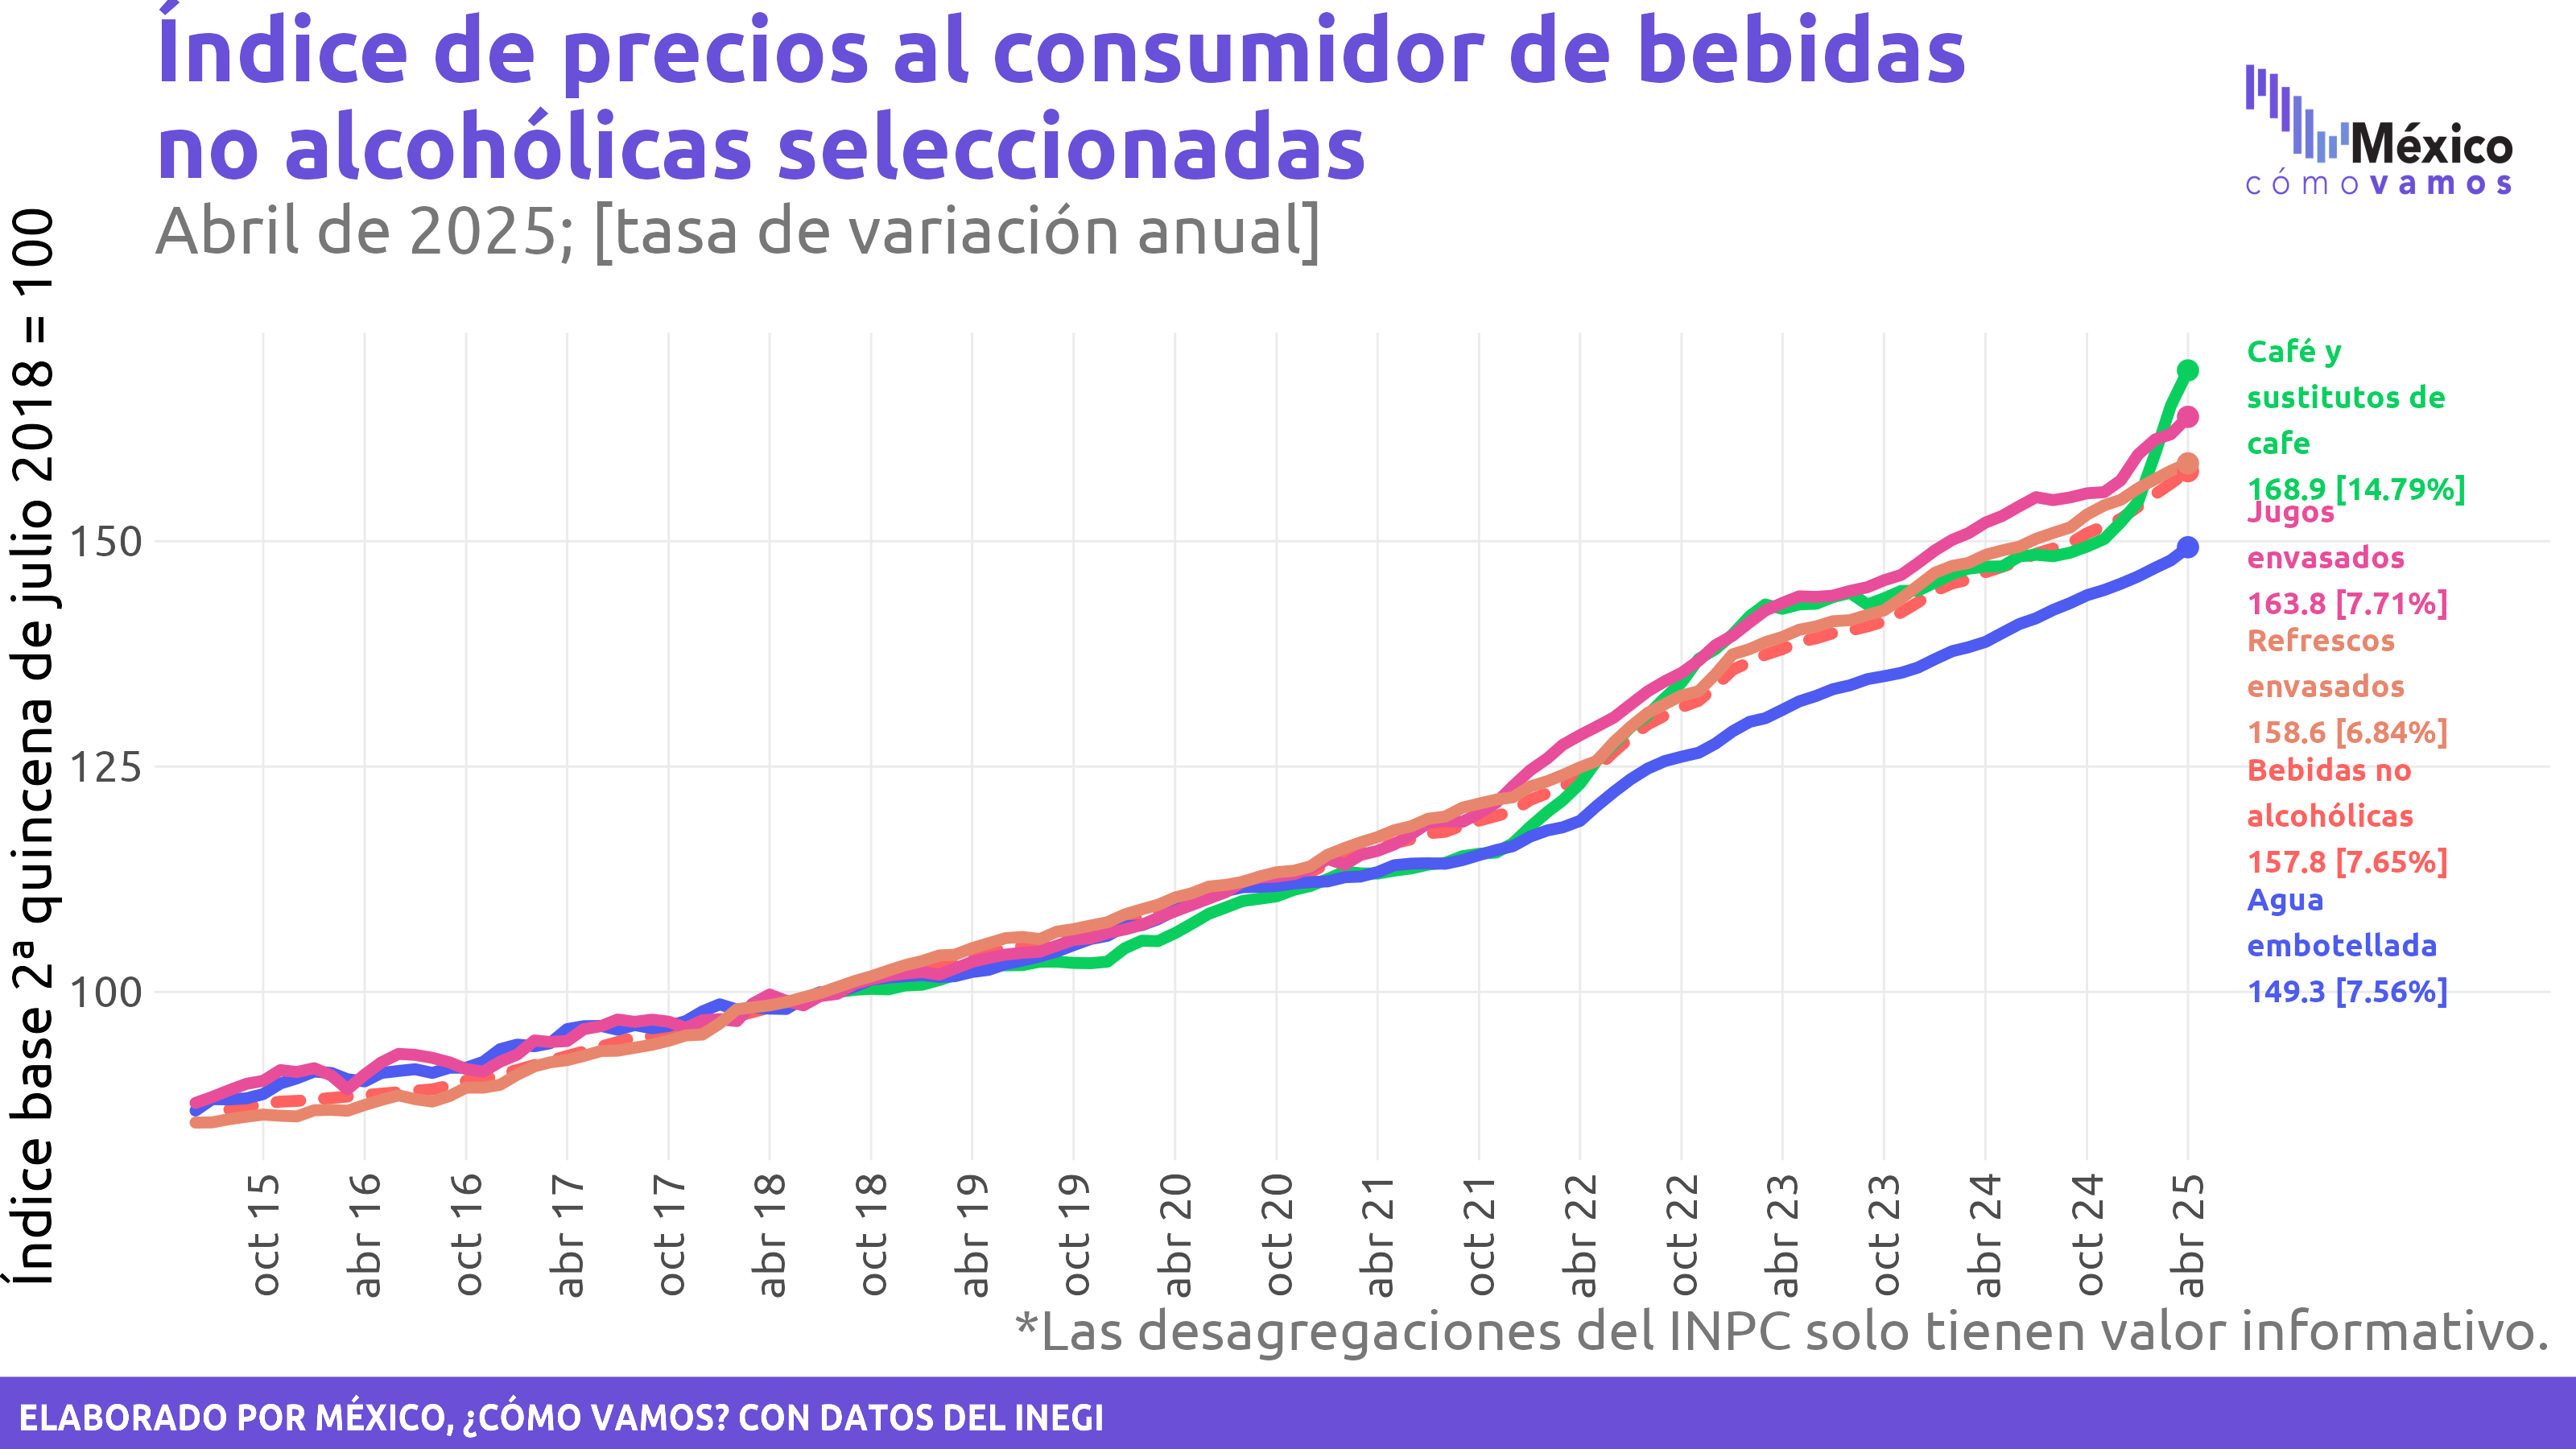 Índice de precios al consumidor de bebidas
no alcohólicas seleccionadas
Abril de 2025; [tasa de variación anual]
México
cómo vamos
Índice base 2ª quincena de julio 2018 = 100
150
125
100
Café y
sustitutos de
cafe
168.9 [14.79%]
Jugos
envasados
163.8 [7.71%]
Refrescos
envasados
158.6 [6.84%]
Bebidas no
alcohólicas
157.8 [7.65%]
Agua
embotellada
149.3 [7.56%]
oct 15
abr 16
oct 16
abr 17
oct 17
abr 18
oct 18
abr 19
oct 19
abr 20
oct 20
abr 21
oct 21
abr 22
oct 22
abr 23
oct 23
abr 24
oct 24
abr 25
*Las desagregaciones del INPC solo tienen valor informativo.
ELABORADO POR MÉXICO, ¿CÓMO VAMOS? CON DATOS DEL INEGI